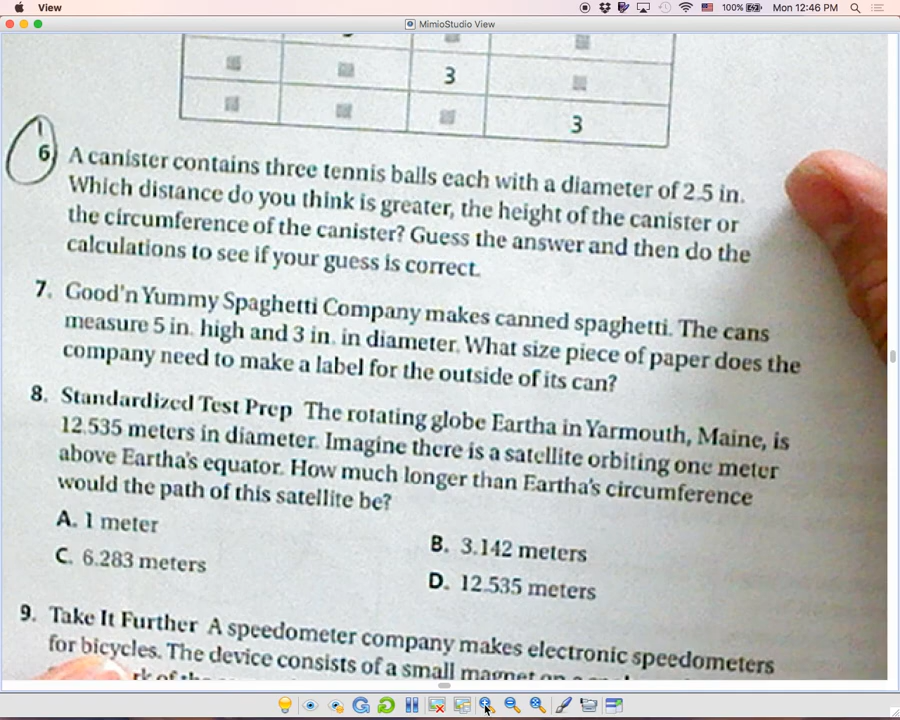 View
100%
Mon 12:46 PM
MimioStudio View
3
3
6. A canister contains three tennis balls each with a diameter of 2.5 in.
Which distance do you think is greater, the height of the canister or
the circumference of the canister? Guess the answer and then do the
calculations to see if your guess is correct.
7. Good'n Yummy Spaghetti Company makes canned spaghetti. The cans
measure 5 in. high and 3 in. in diameter. What size piece of paper does the
company need to make a label for the outside of its can?
8. Standardized Test Prep The rotating globe Eartha in Yarmouth, Maine, is
12.535 meters in diameter. Imagine there is a satellite orbiting one meter
above Eartha's equator. How much longer than Eartha's circumference
would the path of this satellite be?
A. 1 meter
B. 3.142 meters
C. 6.283 meters
D. 12.535 meters
9. Take It Further A speedometer company makes electronic speedometers
for bicycles. The device consists of a small magnet on a